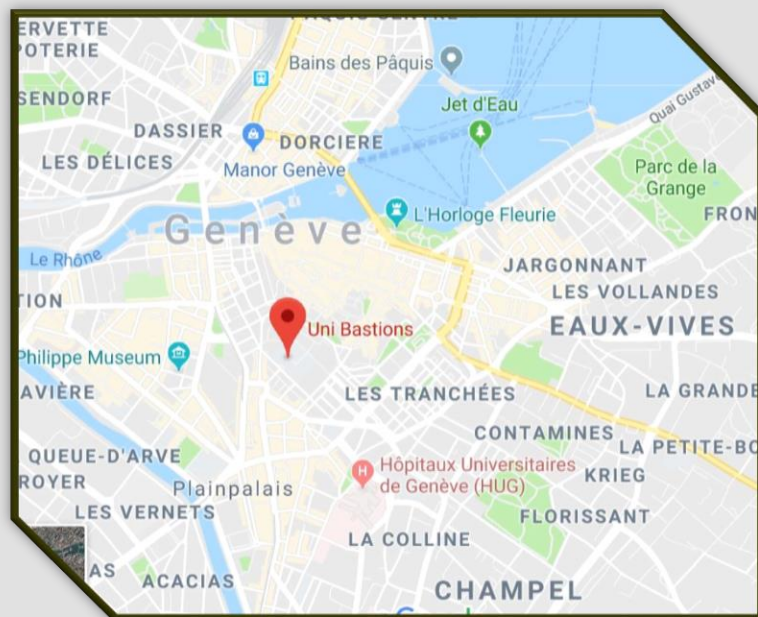 PÂQUIS CENTRE
ERVETTE
POTERIE
Bains des Pâquis
SENDORF
Jet d'Eau
Quai Gustave
DASSIER
DORCIERE
LES DÉLICES
Manor Genève
Parc de la
Grange
L'Horloge Fleurie
FRON
Genève
Le Rhône
JARGONNANT
TION
LES VOLLANDES
Uni Bastions
EAUX-VIVES
Philippe Museum
AVIÈRE
LES TRANCHÉES
LA GRANDE
CONTAMINES
LA PETITE-BO
QUEUE-D'ARVE
Hôpitaux Universitaires
de Genève (HUG)
KRIEG
ROYER
Plainpalais
LES VERNETS
FLORISSANT
LA COLLINE
AS
ACACIAS
CHAMPEL